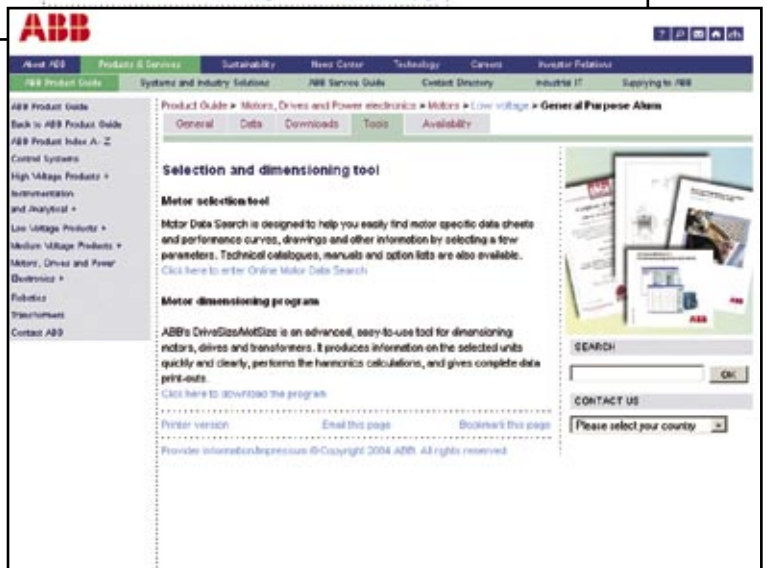 ABB
About ABB Products & Services Sustainability News Center Technology Careers Investor Relations
ABB Product Guide Systems and Industry Solutions ABB Service Guide Contact Directory Industrial IT Supplying to ABB
ABB Product Guide
Back to ABB Product Guide
ABB Product Index A- Z
Control Systems
High Voltage Products
Instrumentation
and Analytical
Low Voltage Products
Medium Voltage Products
Motors, Drives and Power
Electronics
Robotics
Transformers
Contact ABB
Product Guide > Motors, Drives and Power electronics > Motors > Low voltage > General Purpose Alum
General Data Downloads Tools Availability
Selection and dimensioning tool
Motor selection tool
Motor Data Search is designed to help you easily find motor specific data sheets
and performance curves, drawings and other information by selecting a few
parameters. Technical catalogues, manuals and option lists are also available.
Click here to enter Online Motor Data Search
Motor dimensioning program
ABB's DriveSize/MotSize is an advanced, easy-to-use tool for dimensioning
motors, drives and transformers. It produces information on the selected units
quickly and clearly, performs the harmonics calculations, and gives complete data
print-outs.
Click here to download the program
Printer version Email this page Bookmark this page
Provider information/Impressum © Copyright 2004 ABB. All rights reserved
ABB
ABB
SEARCH
OK
CONTACT US
Please select your country